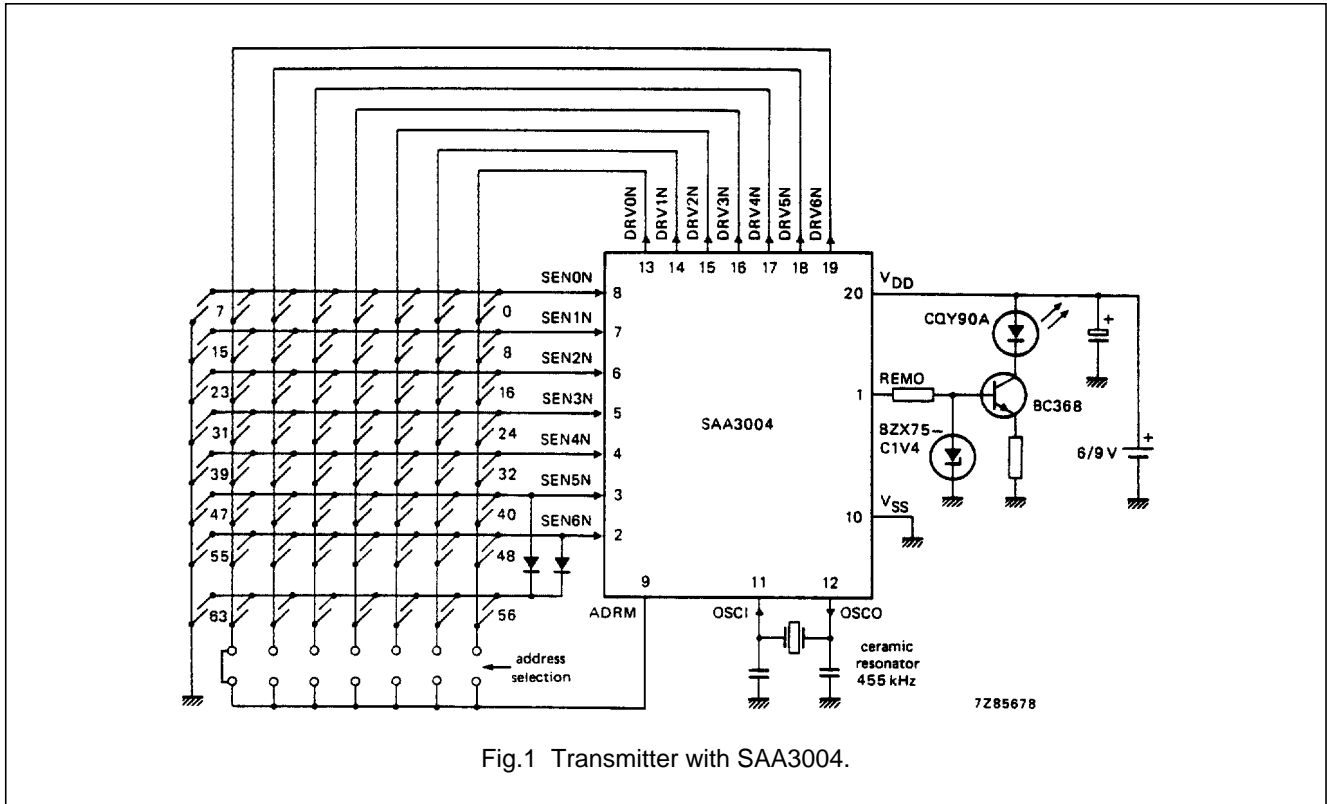 DRV0N
DRV1N
DRV2N
DRV3N
DRV4N
DRV5N
DRV6N
13 14 15 16 17 18 19
SEN0N
8
7
0
SEN1N
7
15
8
SEN2N
6
23
16
SEN3N
5
31
24
SEN4N
4
39
32
SEN5N
3
47
40
SEN6N
2
55
48
63
56
SAA3004
VDD
20
CQY90A
+
REMO
1
BC368
BZX75-
C1V4
6/9 V
+
VSS
10
9
ADRM
11
OSCI
12
OSCO
ceramic
resonator
455 kHz
address
selection
7Z85678
Fig.1 Transmitter with SAA3004.